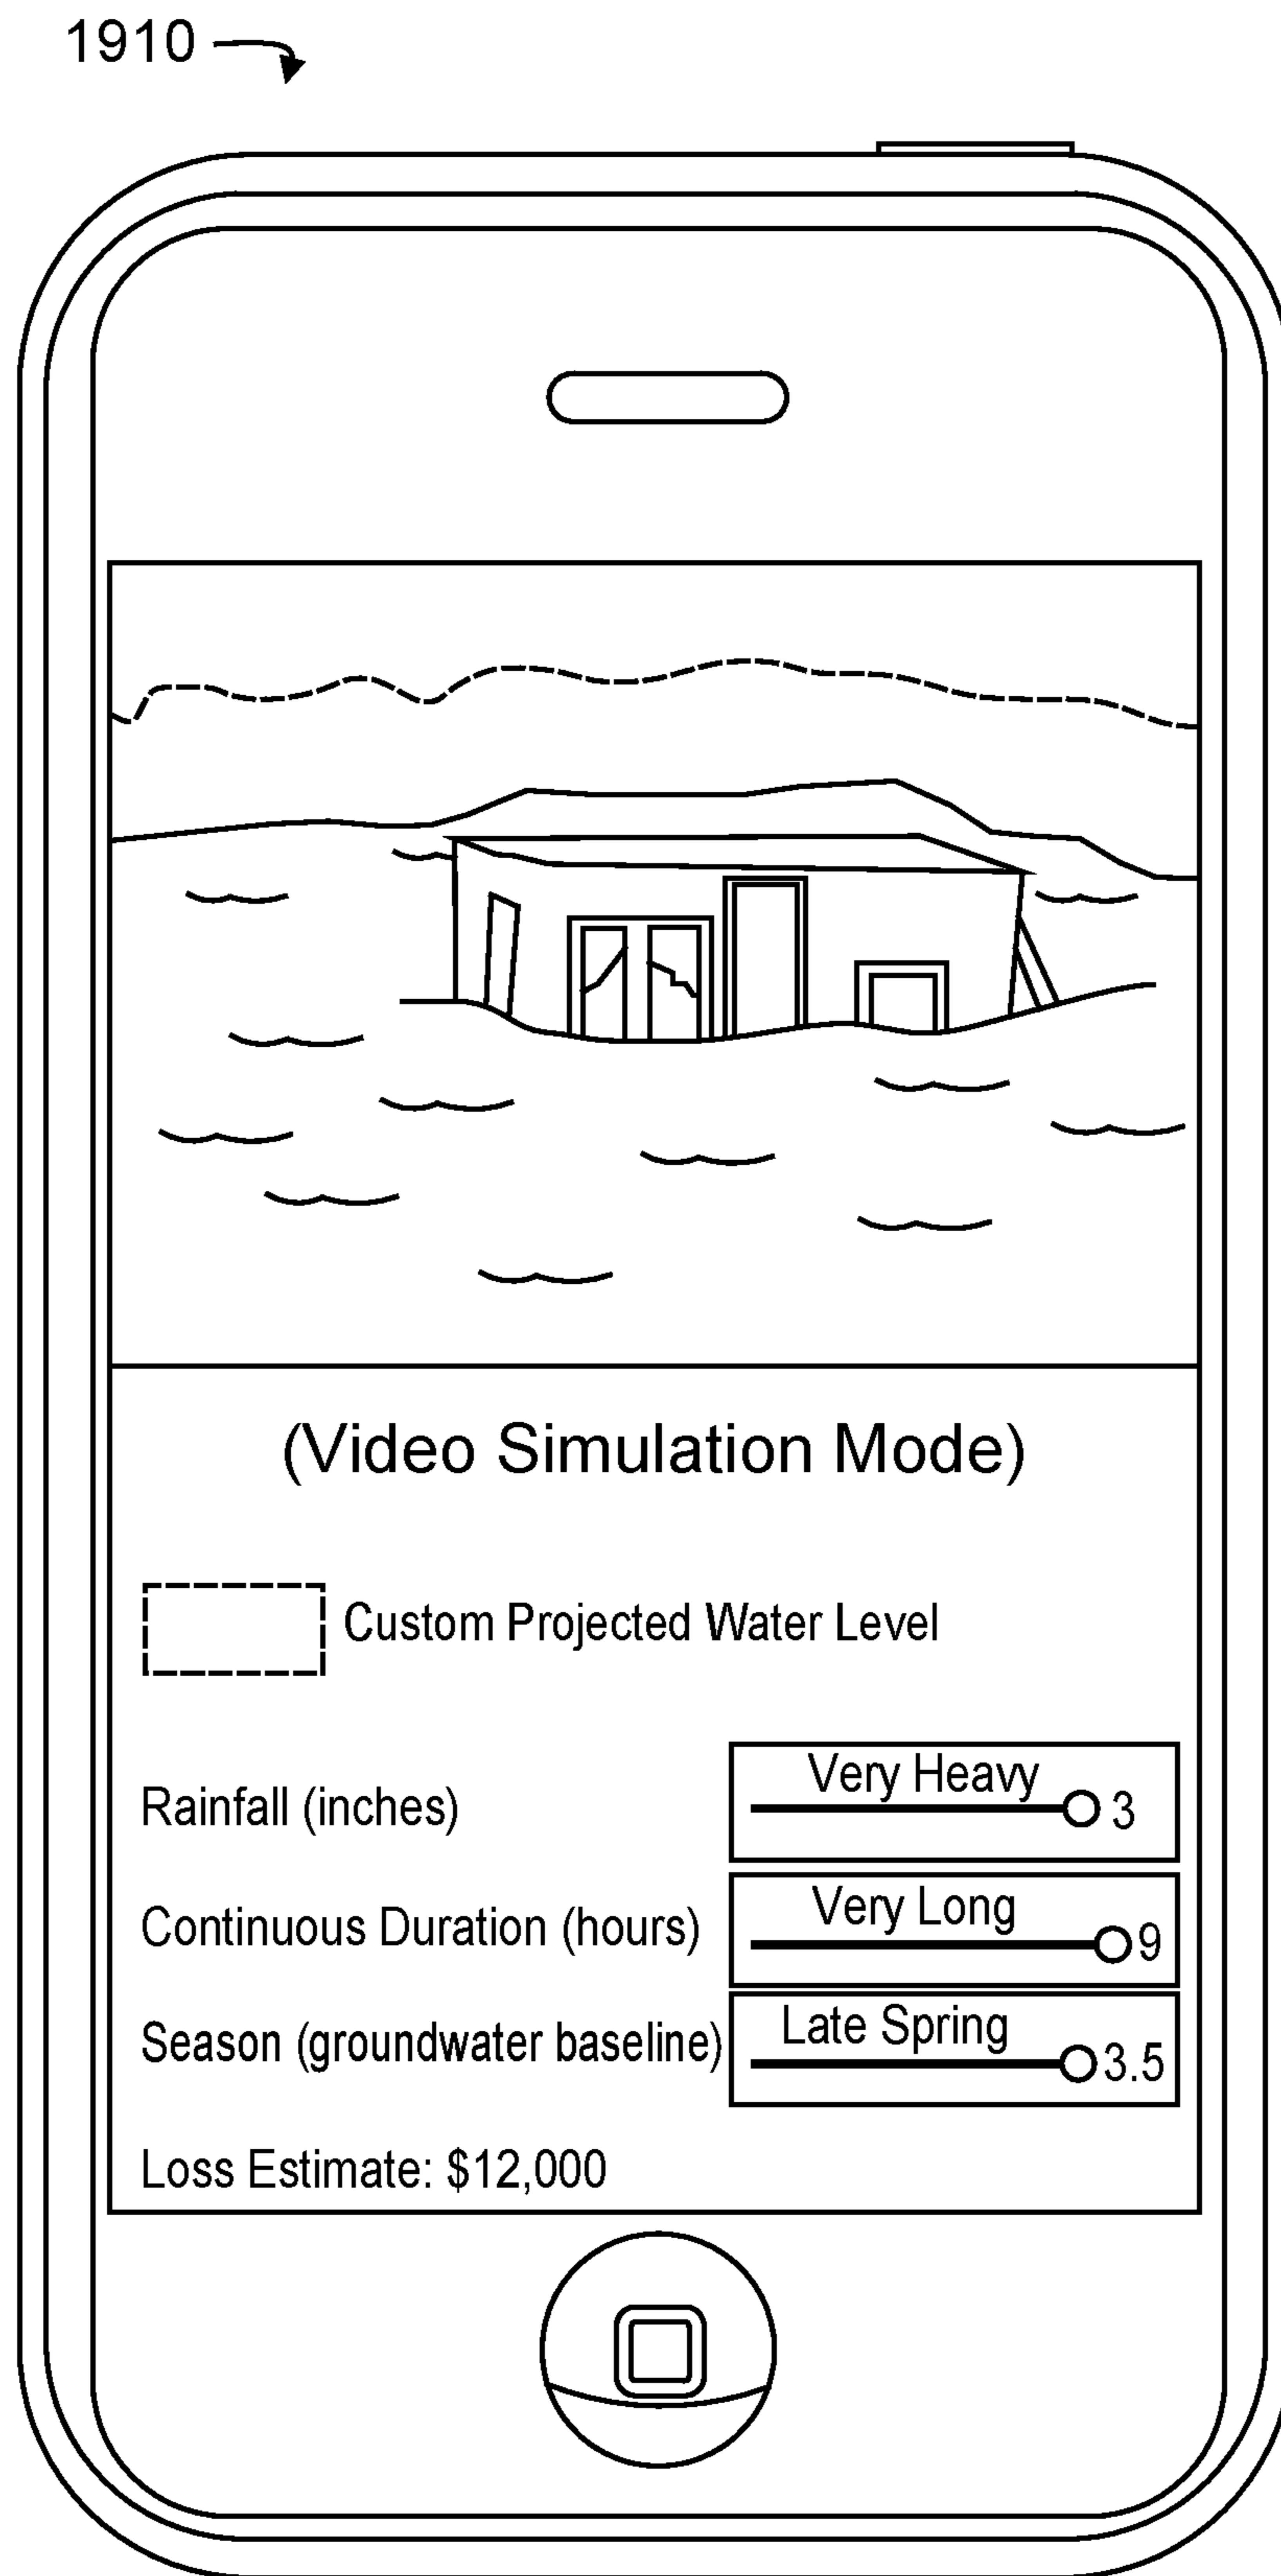 1910
(Video Simulation Mode)
Custom Projected Water Level
Rainfall (inches)
Very Heavy
3
Continuous Duration (hours)
Very Long
9
Season (groundwater baseline)
Late Spring
3.5
Loss Estimate: $12,000